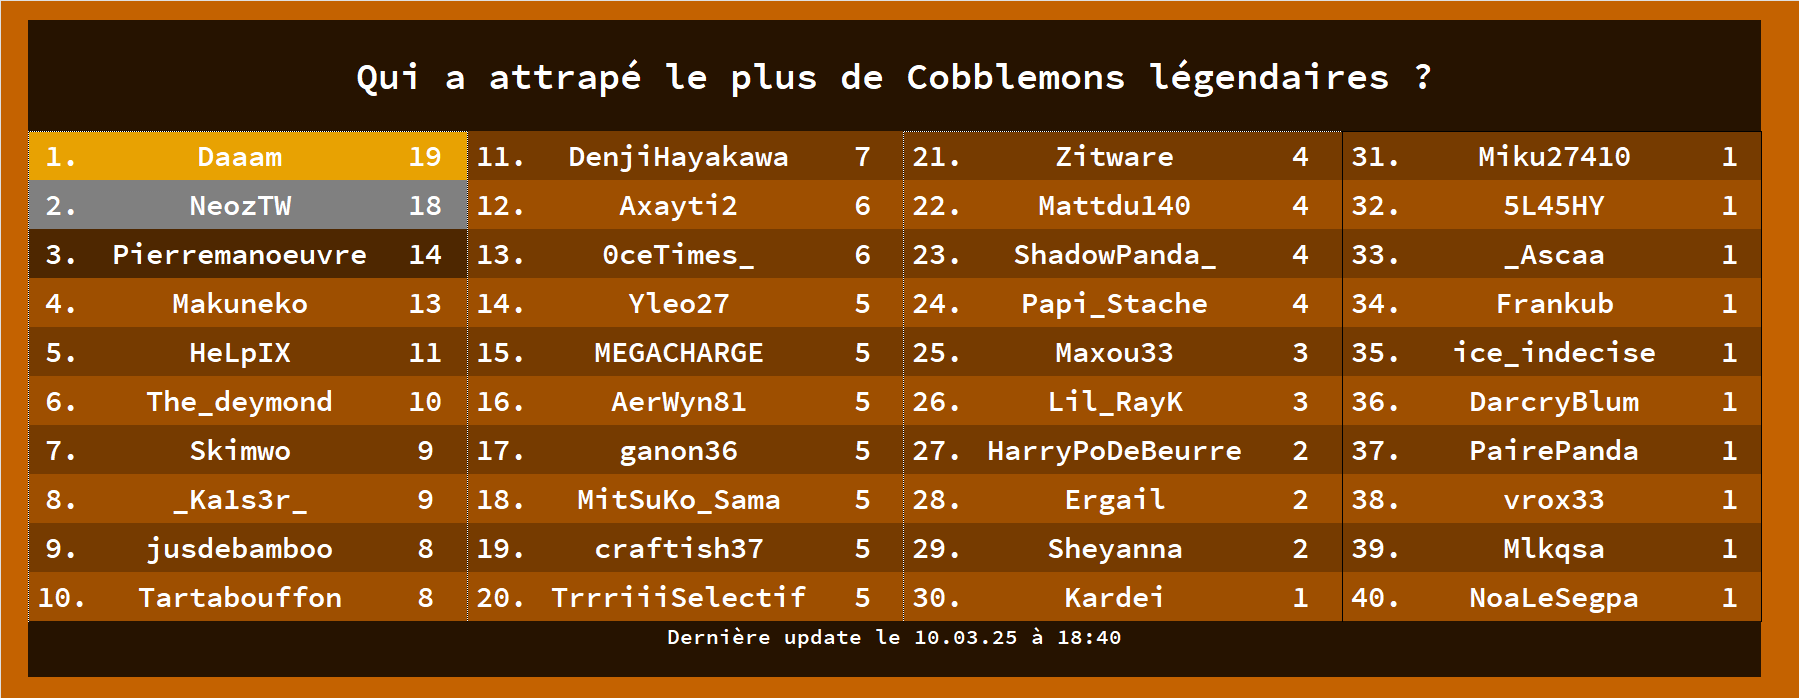 Qui a attrapé le plus de Cobblemons légendaires ?
1. Daaam 19
2. NeozTW 18
3. Pierremanoeuvre 14
4. Makuneko 13
5. HeLpIX 11
6. The_deymond 10
7. Skimwo 9
8. _Ka1s3r_ 9
9. jusdebamboo 8
10. Tartabouffon 8
11. DenjiHayakawa 7
12. Axayti2 6
13. 0ceTimes_ 6
14. Yleo27 5
15. MEGACHARGE 5
16. AerWyn81 5
17. ganon36 5
18. MitSuKo_Sama 5
19. craftish37 5
20. TrrriiiSelectif 5
21. Zitware 4
22. Mattdu140 4
23. ShadowPanda_ 4
24. Papi_Stache 4
25. Maxou33 3
26. Lil_RayK 3
27. HarryPoDeBeurre 2
28. Ergail 2
29. Sheyanna 2
30. Kardei 1
31. Miku27410 1
32. 5L45HY 1
33. _Ascaa 1
34. Frankub 1
35. ice_indecise 1
36. DarcryBlum 1
37. PairePanda 1
38. vrox33 1
39. Mlkqsa 1
40. NoaLeSegpa 1
Dernière update le 10.03.25 à 18:40